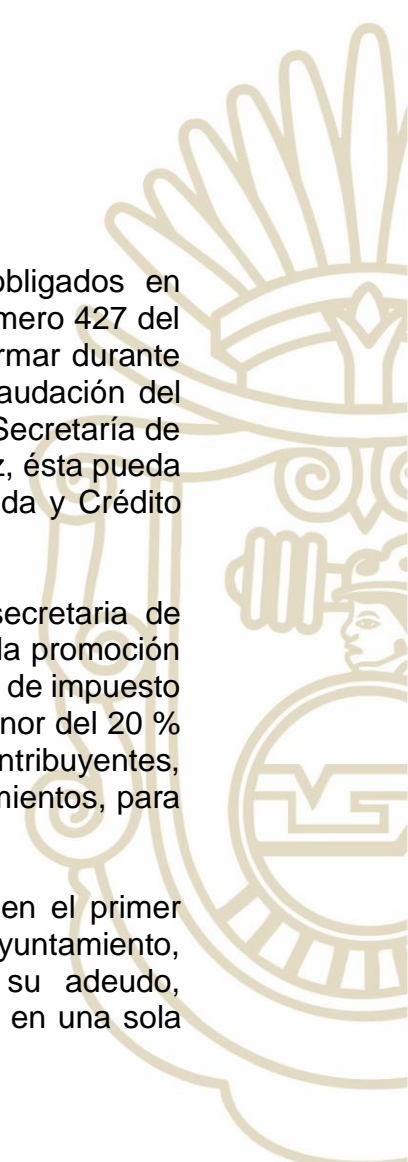 obligados en
mero 427 del
rmar durante
audación del
Secretaría de
z, ésta pueda
da y Crédito
secretaria de
la promoción
de impuesto
nor del 20 %
ntribuyentes,
mientos, para
en el primer
yuntamiento,
su adeudo,
en una sola